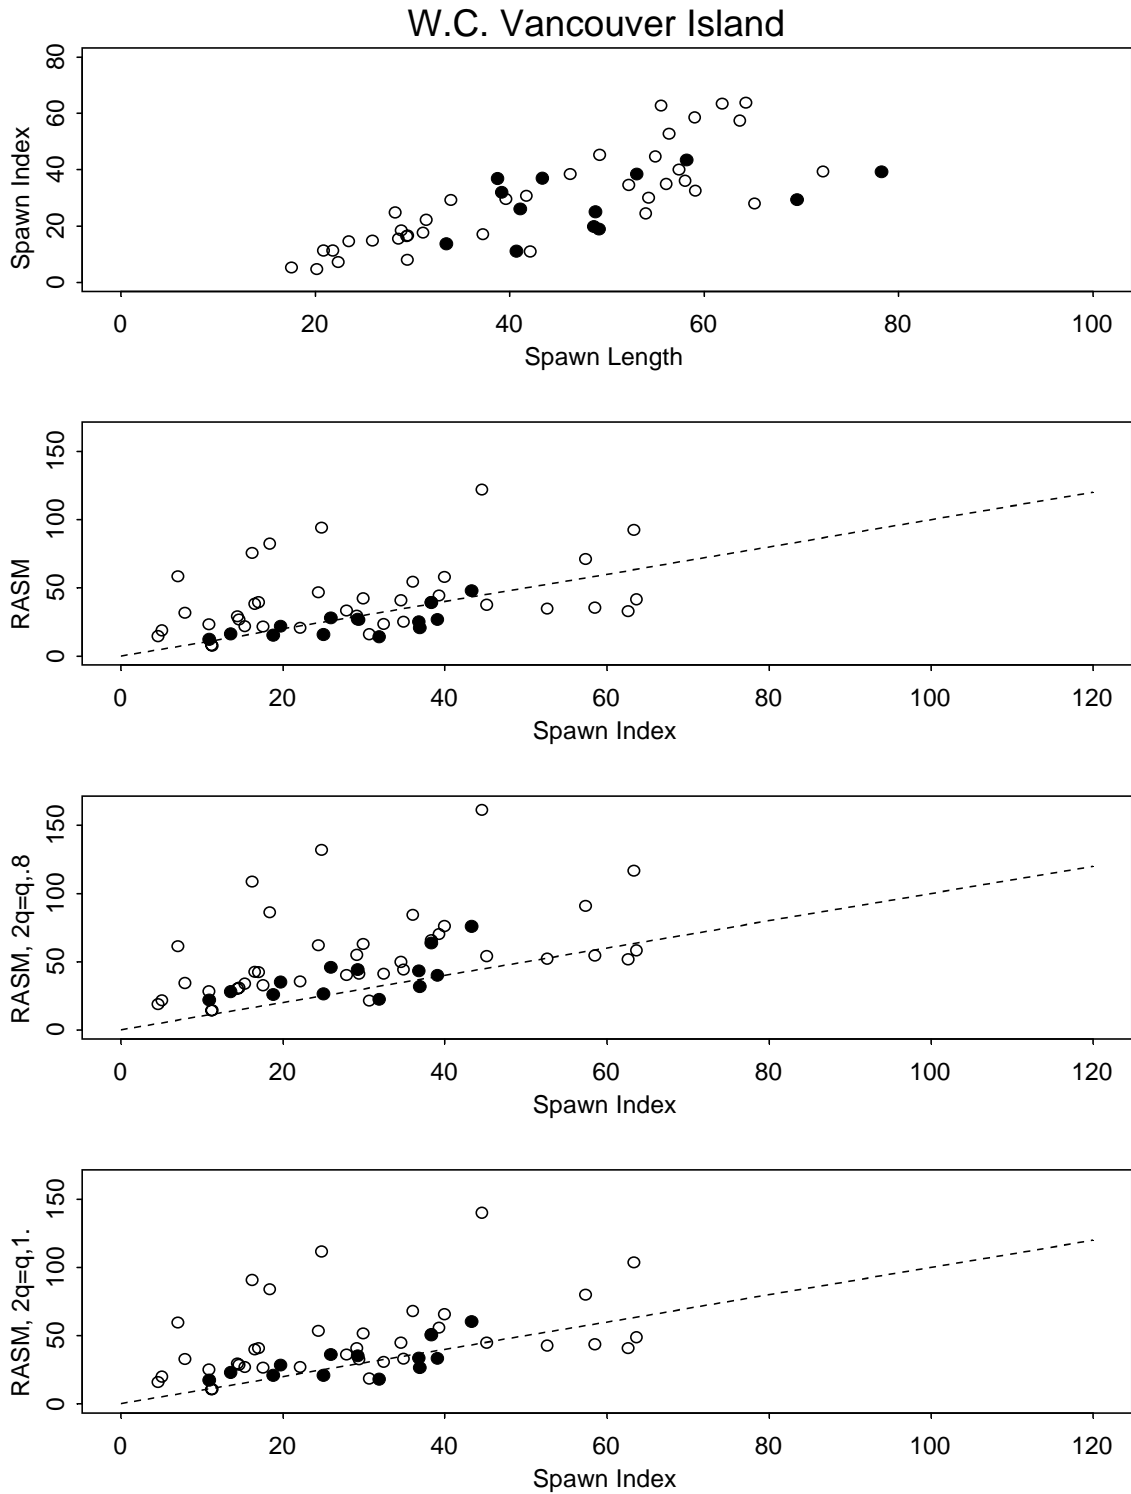 W.C. Vancouver Island
Spawn Index
80
60
40
20
0
0 20 40 60 80 100
Spawn Length
RASM
150
100
50
0
0 20 40 60 80 100 120
Spawn Index
RASM, 2q=q,.8
150
100
50
0
0 20 40 60 80 100 120
Spawn Index
RASM, 2q=q,1.
150
100
50
0
0 20 40 60 80 100 120
Spawn Index